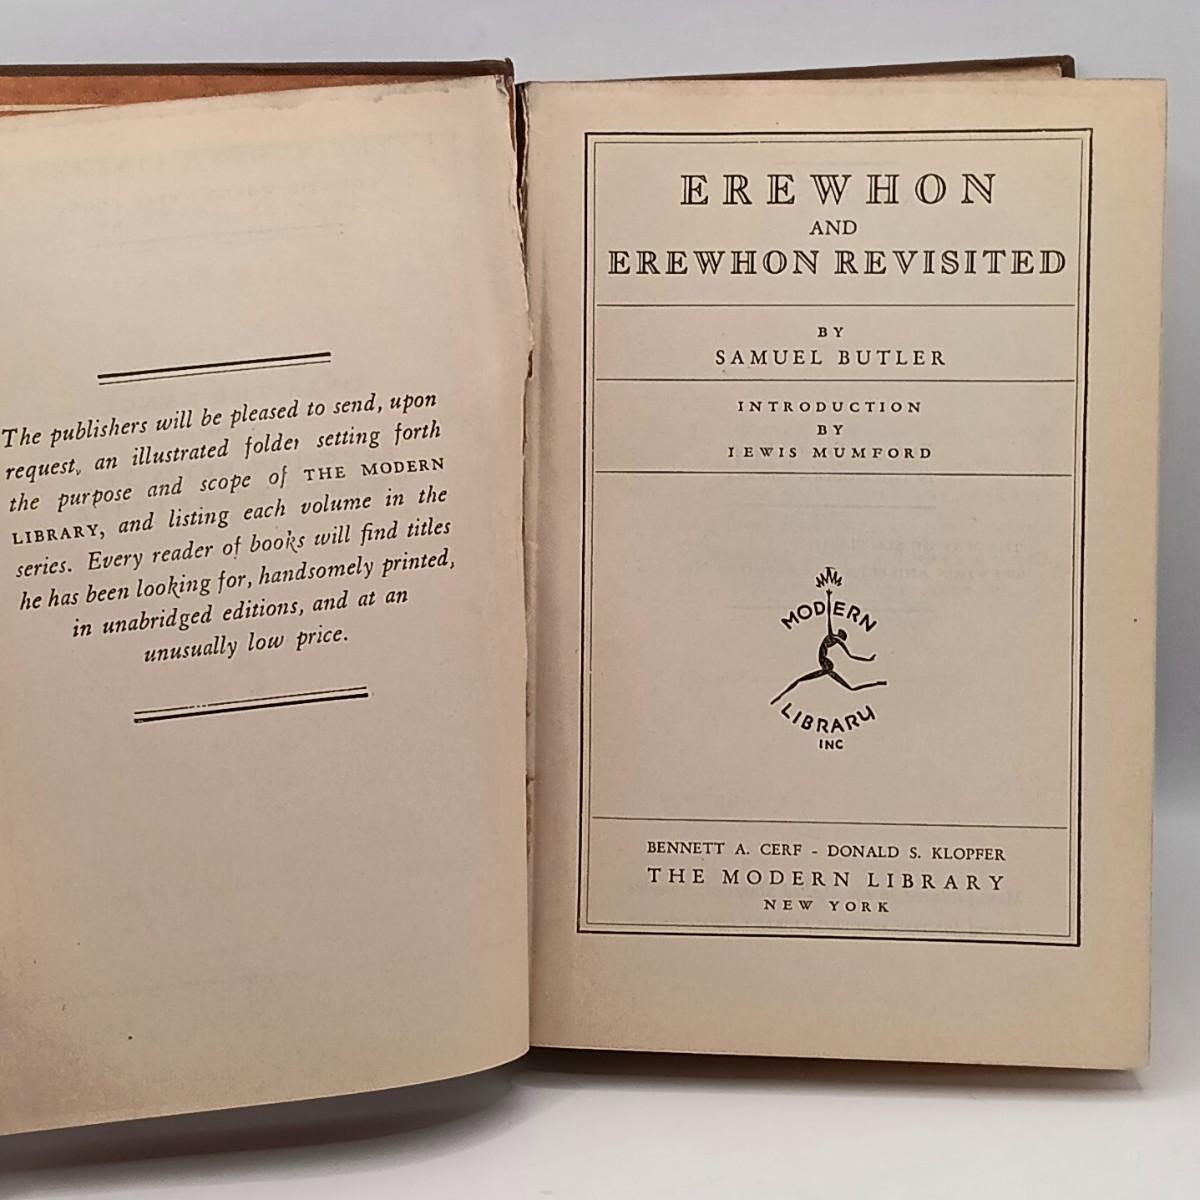 The publishers will be pleased to send, upon
request, an illustrated folder setting forth
the purpose and scope of THE MODERN
LIBRARY, and listing each volume in the
series. Every reader of books will find titles
he has been looking for, handsomely printed,
in unabridged editions, and at an
unusually low price.
EREWHON
AND
EREWHON REVISITED
BY
SAMUEL BUTLER
INTRODUCTION
BY
LEWIS MUMFORD
MODERN
LIBRARY
INC
BENNETT A. CERF - DONALD S. KLOPFER
THE MODERN LIBRARY
NEW YORK